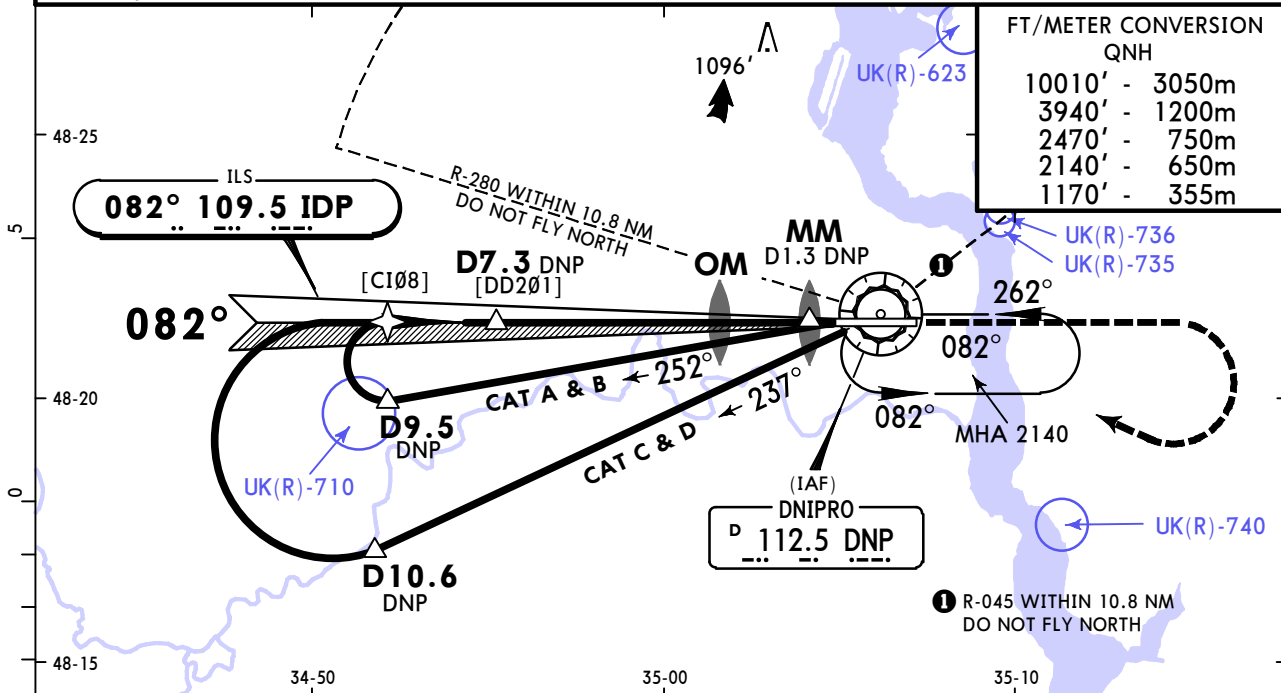 FT/METER CONVERSION
QNH
10010' - 3050m
3940' - 1200m
2470' - 750m
2140' - 650m
1170' - 355m
1096'
UK(R)-623
48-25
ILS
082° 109.5 IDP
R-280 WITHIN 10.8 NM
DO NOT FLY NORTH
5
UK(R)-736
UK(R)-735
MM
D1.3 DNP
OM
D7.3 DNP
[DD2Ø1]
[CIØ8]
1
262°
082°
082°
252°
CAT A & B
237°
CAT C & D
082°
MHA 2140
48-20
D9.5
DNP
UK(R)-710
(IAF)
DNIPRO
D 112.5 DNP
0
UK(R)-740
D10.6
DNP
1 R-045 WITHIN 10.8 NM
DO NOT FLY NORTH
48-15
34-50
35-00
35-10